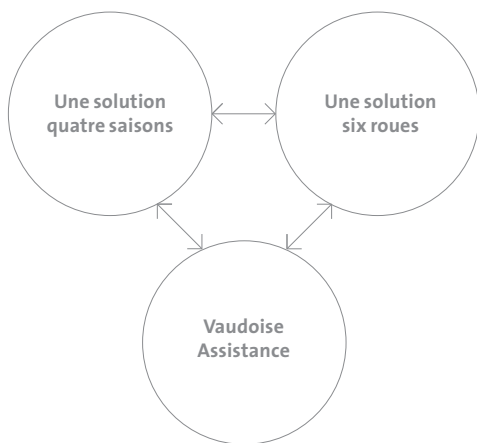 Une solution
quatre saisons
Une solution
six roues
Vaudoise
Assistance